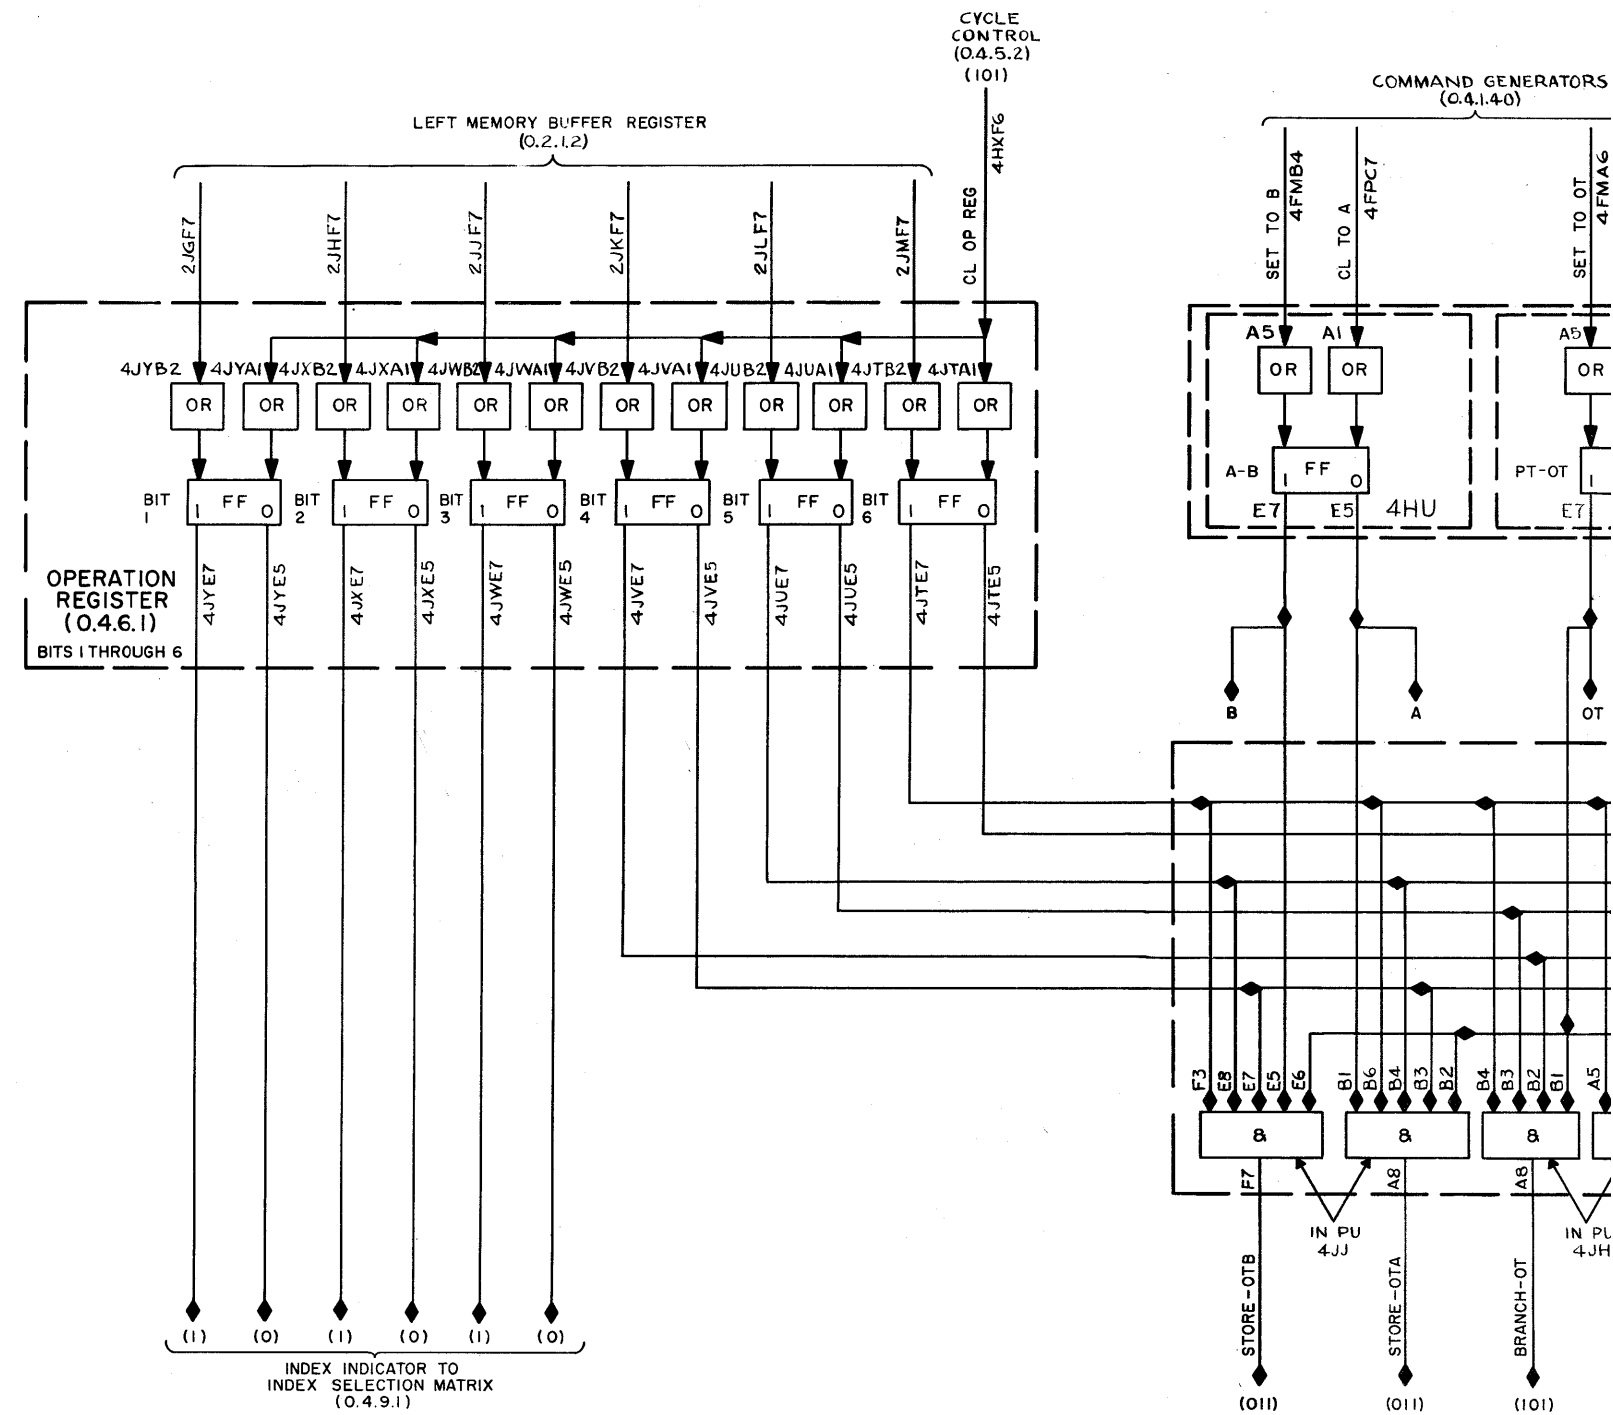 CYCLE
CONTROL
(0.4.5.2)
(101)
4HXF6
CL OP REG
COMMAND GENERATORS
(0.4.1.40)
LEFT MEMORY BUFFER REGISTER
(0.2.1.2)
2JGF7
2JHF7
2JJF7
2JKF7
2JLF7
2JMF7
SET TO B
4FMB4
CL TO A
4FPC7
SET TO OT
4FMA6
4JYB2 4JYA1 4JXB2 4JXA1 4JWB2 4JWA1 4JVB2 4JVA1 4JUB2 4JUA1 4JTB2 4JTA1
OR OR OR OR OR OR OR OR OR OR OR OR
BIT 1
1 FF 0
BIT 2
1 FF 0
BIT 3
1 FF 0
BIT 4
1 FF 0
BIT 5
1 FF 0
BIT 6
1 FF 0
4JYE7
4JYE5
4JXE7
4JXE5
4JWE7
4JWE5
4JVE7
4JVE5
4JUE7
4JUE5
4JTE7
4JTE5
OPERATION
REGISTER
(0.4.6.1)
BITS 1 THROUGH 6
A5 A1
OR OR
A-B
1 FF 0
E7 E5 4HU
A5
OR
PT-OT
1
E7
B
A
OT
F3 E8 E7 E5 E6
B1 B6 B4 B3 B2
B4 B3 B2 B1
A5
& & &
F7 A8 A8
IN PU
4JJ
IN PU
4JH
STORE-OTB
STORE-OTA
BRANCH-OT
(011) (011) (101)
(1) (0) (1) (0) (1) (0)
INDEX INDICATOR TO
INDEX SELECTION MATRIX
(0.4.9.1)